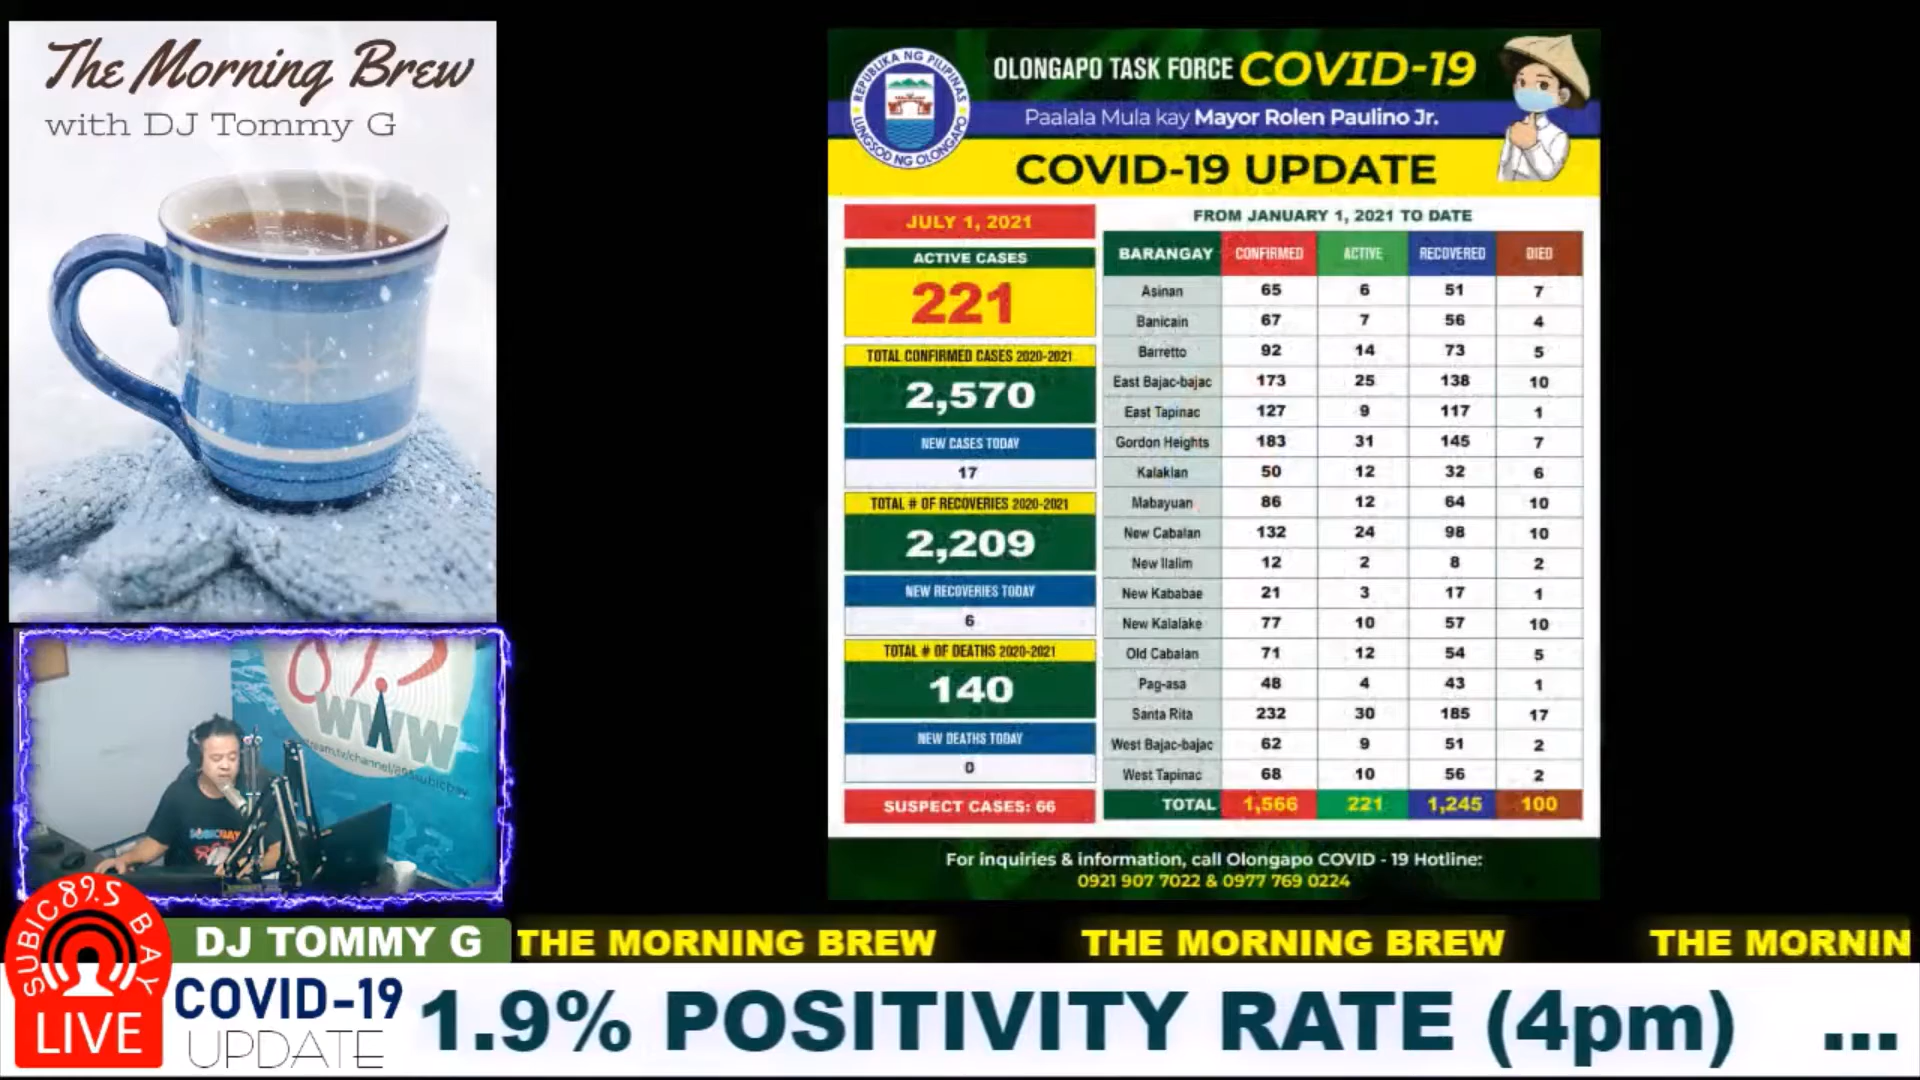 The Morning Brew
with DJ Tommy G
REPUBLIKA NG PILIPINAS
LUNGSOD NG OLONGAPO
OLONGAPO TASK FORCE COVID-19
Paalala Mula kay Mayor Rolen Paulino Jr.
COVID-19 UPDATE
JULY 1, 2021
ACTIVE CASES
221
TOTAL CONFIRMED CASES 2020-2021
2,570
NEW CASES TODAY
17
TOTAL # OF RECOVERIES 2020-2021
2,209
NEW RECOVERIES TODAY
6
TOTAL # OF DEATHS 2020-2021
140
NEW DEATHS TODAY
0
SUSPECT CASES: 66
FROM JANUARY 1, 2021 TO DATE
BARANGAY CONFIRMED ACTIVE RECOVERED DIED
Asinan 65 6 51 7
Banicain 67 7 56 4
Barretto 92 14 73 5
East Bajac-bajac 173 25 138 10
East Tapinac 127 9 117 1
Gordon Heights 183 31 145 7
Kalaklan 50 12 32 6
Mabayuan 86 12 64 10
New Cabalan 132 24 98 10
New Ilalim 12 2 8 2
New Kababae 21 3 17 1
New Kalalake 77 10 57 10
Old Cabalan 71 12 54 5
Pag-asa 48 4 43 1
Santa Rita 232 30 185 17
West Bajac-bajac 62 9 51 2
West Tapinac 68 10 56 2
TOTAL 1,566 221 1,245 100
For inquiries & information, call Olongapo COVID - 19 Hotline:
0921 907 7022 & 0977 769 0224
89.5
WWW
SUBIC 89.5 BAY
LIVE
DJ TOMMY G
THE MORNING BREW THE MORNING BREW THE MORNIN
COVID-19
UPDATE
1.9% POSITIVITY RATE (4pm) ...